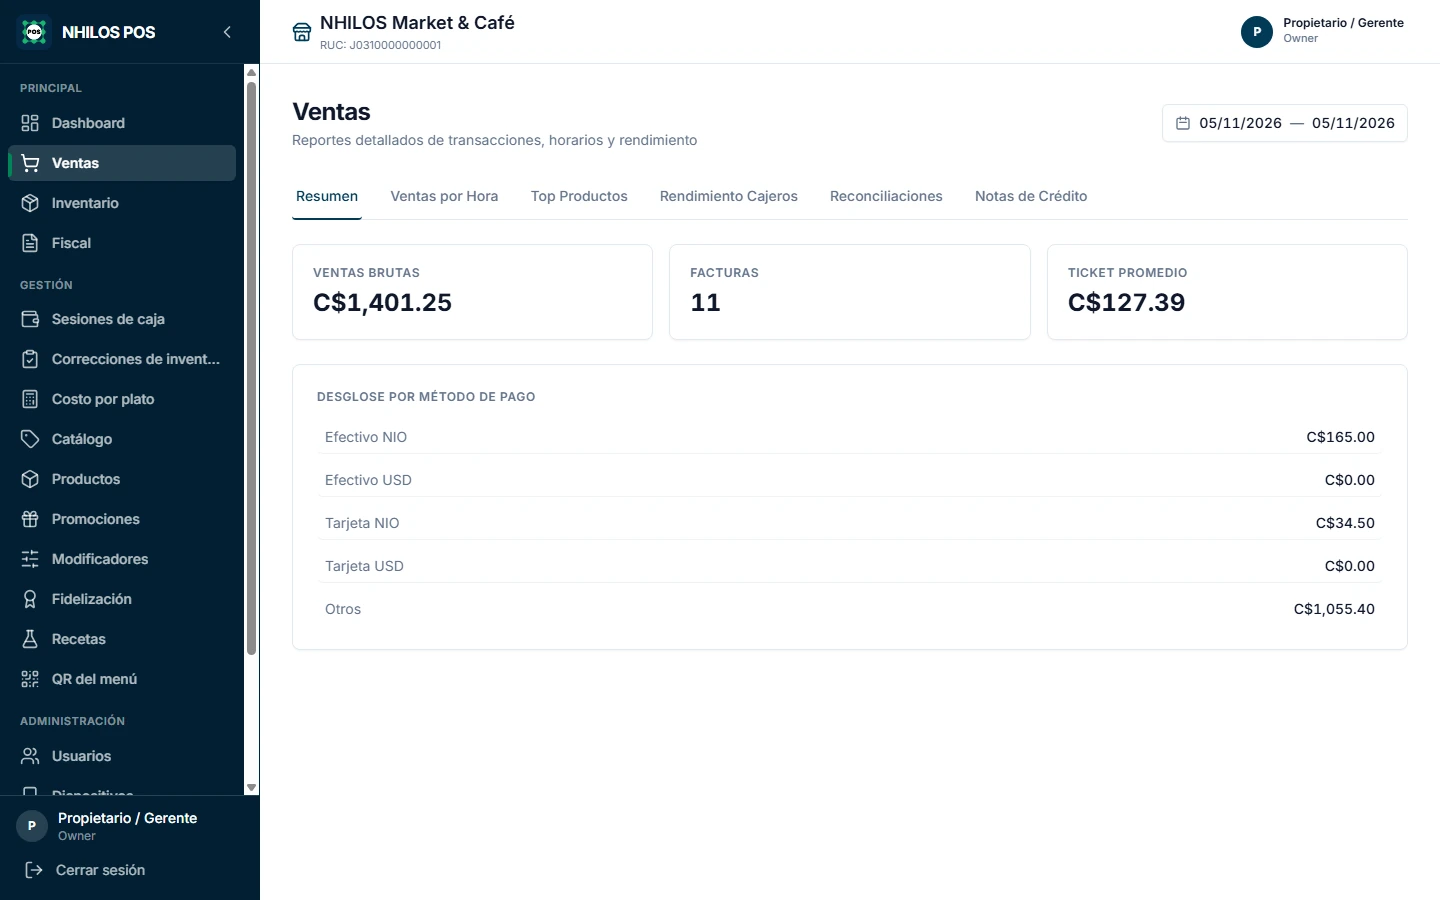 POS
NHILOS POS
NHILOS Market & Café
RUC: J0310000000001
P
Propietario / Gerente
Owner
PRINCIPAL
Dashboard
Ventas
Inventario
Fiscal
GESTIÓN
Sesiones de caja
Correcciones de invent...
Costo por plato
Catálogo
Productos
Promociones
Modificadores
Fidelización
Recetas
QR del menú
ADMINISTRACIÓN
Usuarios
Dispositivos
P
Propietario / Gerente
Owner
Cerrar sesión
Ventas
Reportes detallados de transacciones, horarios y rendimiento
05/11/2026 — 05/11/2026
Resumen Ventas por Hora Top Productos Rendimiento Cajeros Reconciliaciones Notas de Crédito
VENTAS BRUTAS
C$1,401.25
FACTURAS
11
TICKET PROMEDIO
C$127.39
DESGLOSE POR MÉTODO DE PAGO
Efectivo NIO C$165.00
Efectivo USD C$0.00
Tarjeta NIO C$34.50
Tarjeta USD C$0.00
Otros C$1,055.40